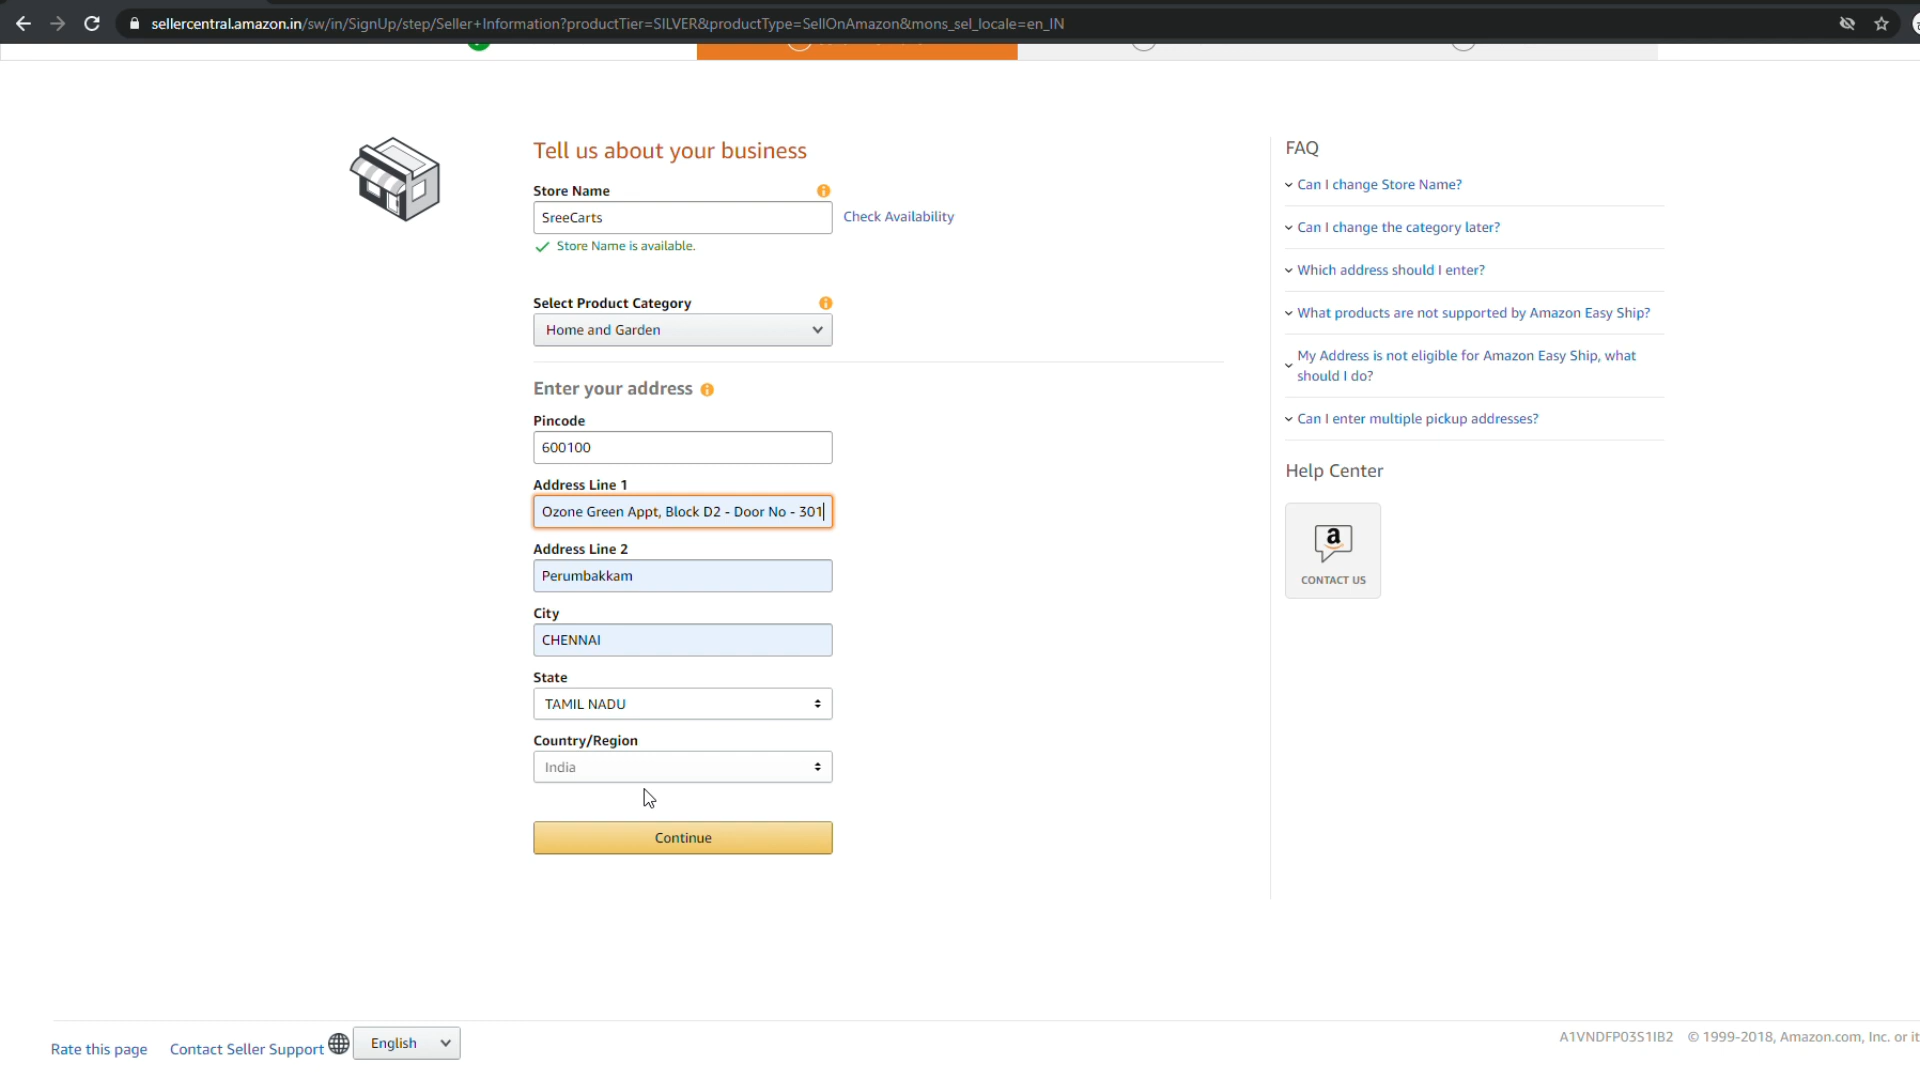 sellercentral.amazon.in/sw/in/SignUp/step/Seller+Information?productTier=SILVER&productType=SellOnAmazon&mons_sel_locale=en_IN
Tell us about your business
Store Name
SreeCarts
Check Availability
Store Name is available.
Select Product Category
Home and Garden
Enter your address
Pincode
600100
Address Line 1
Ozone Green Appt, Block D2 - Door No - 301
Address Line 2
Perumbakkam
City
CHENNAI
State
TAMIL NADU
Country/Region
India
Continue
FAQ
Can I change Store Name?
Can I change the category later?
Which address should I enter?
What products are not supported by Amazon Easy Ship?
My Address is not eligible for Amazon Easy Ship, what
should I do?
Can I enter multiple pickup addresses?
Help Center
a
CONTACT US
Rate this page
Contact Seller Support
English
A1VNDFP03S1IB2 © 1999-2018, Amazon.com, Inc. or it